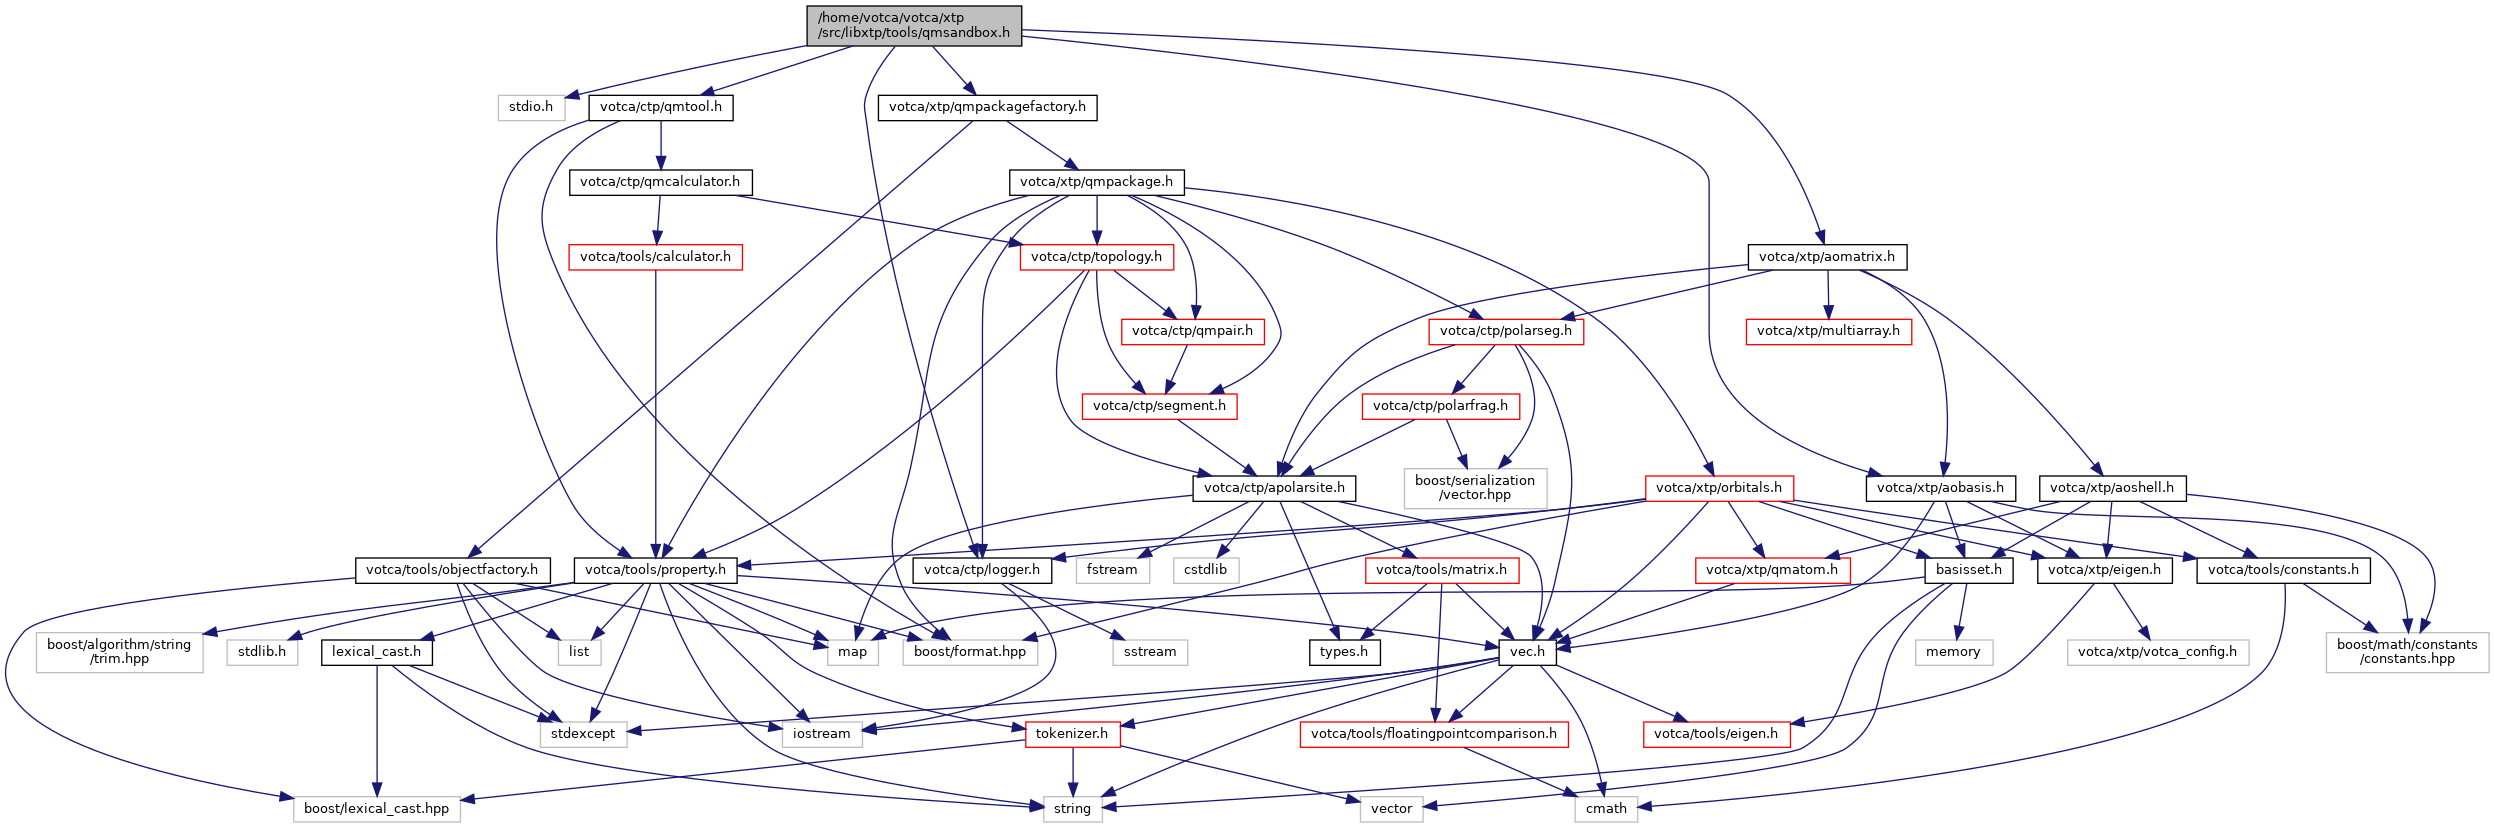 /home/votca/votca/xtp
/src/libxtp/tools/qmsandbox.h
stdio.h
votca/ctp/qmtool.h
votca/xtp/qmpackagefactory.h
votca/ctp/qmcalculator.h
votca/xtp/qmpackage.h
votca/tools/calculator.h
votca/ctp/topology.h
votca/xtp/aomatrix.h
votca/ctp/qmpair.h
votca/ctp/polarseg.h
votca/xtp/multiarray.h
votca/ctp/segment.h
votca/ctp/polarfrag.h
votca/ctp/apolarsite.h
boost/serialization
/vector.hpp
votca/xtp/orbitals.h
votca/xtp/aobasis.h
votca/xtp/aoshell.h
votca/tools/objectfactory.h
votca/tools/property.h
votca/ctp/logger.h
fstream
cstdlib
votca/tools/matrix.h
votca/xtp/qmatom.h
basisset.h
votca/xtp/eigen.h
votca/tools/constants.h
boost/algorithm/string
/trim.hpp
stdlib.h
lexical_cast.h
list
map
boost/format.hpp
sstream
types.h
vec.h
memory
votca/xtp/votca_config.h
boost/math/constants
/constants.hpp
stdexcept
iostream
tokenizer.h
votca/tools/floatingpointcomparison.h
votca/tools/eigen.h
boost/lexical_cast.hpp
string
vector
cmath